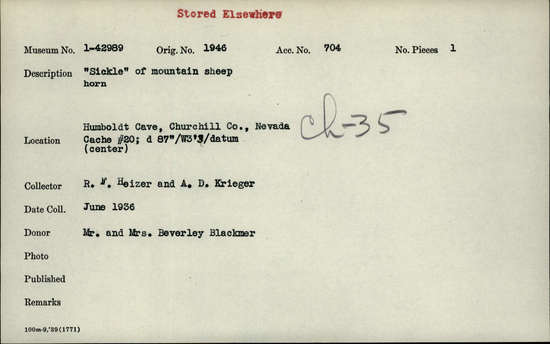 Stored Elsewhere
Museum No. 1-42989 Orig. No. 1946 Acc. No. 704 No. Pieces 1
Description "Sickle" of mountain sheep
horn
ch-35
Location Humboldt Cave, Churchill Co., Nevada
Cache #20; d 87"/W3'3/datum
(center)
Collector R. F. Heizer and A. D. Krieger
Date Coll. June 1936
Donor Mr. and Mrs. Beverley Blackmer
Photo
Published
Remarks
100m-9,'39(1771)